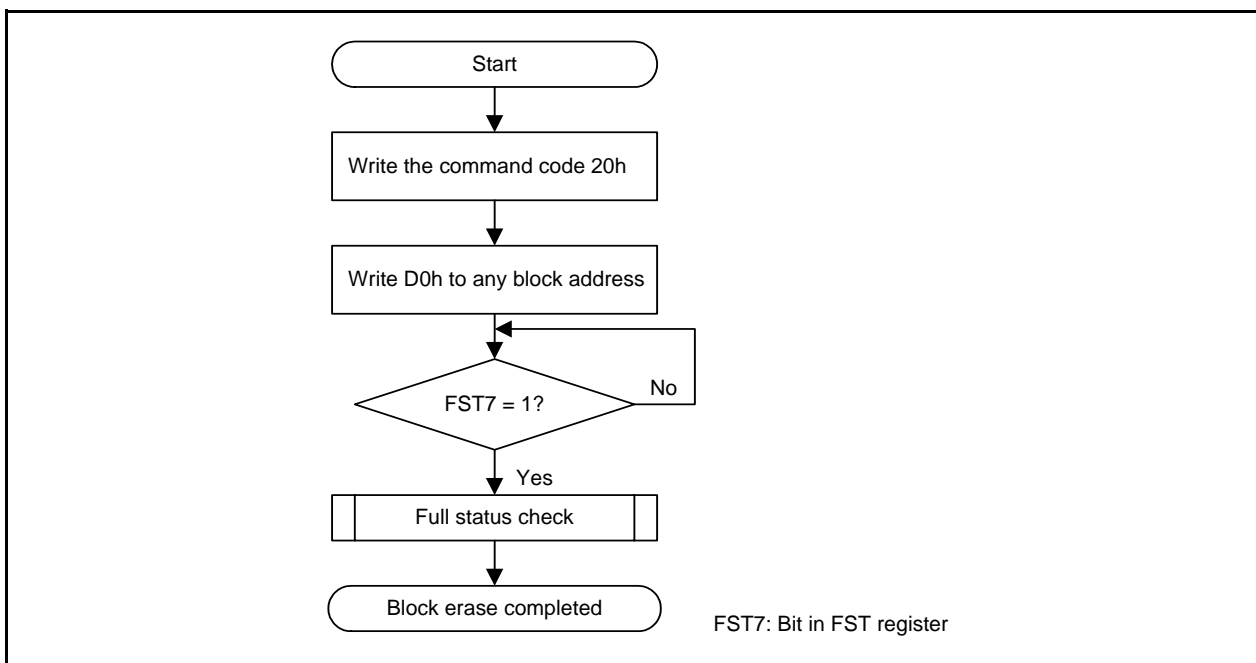 Start
Write the command code 20h
Write D0h to any block address
FST7 = 1?
No
Yes
Full status check
Block erase completed
FST7: Bit in FST register